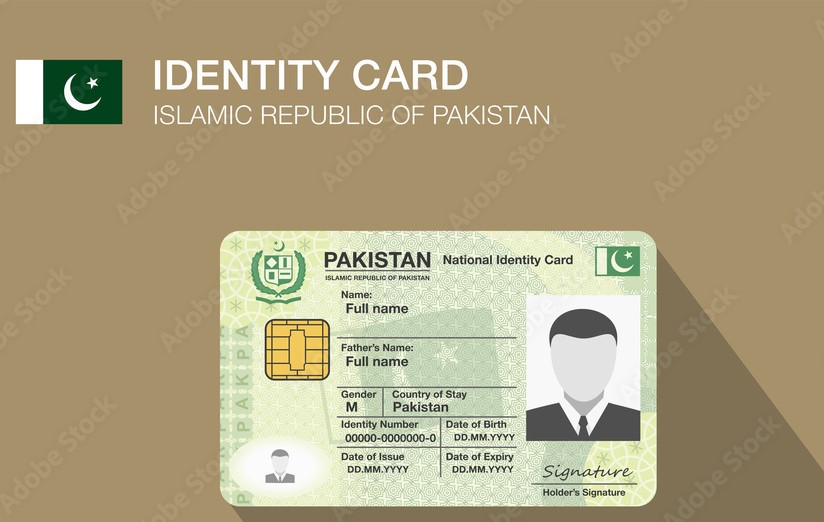 IDENTITY CARD
ISLAMIC REPUBLIC OF PAKISTAN
PAKISTAN National Identity Card
ISLAMIC REPUBLIC OF PAKISTAN
Name:
Full name
Father's Name:
Full name
Gender Country of Stay
M Pakistan
Identity Number Date of Birth
00000-0000000-0 DD.MM.YYYY
Date of Issue Date of Expiry
DD.MM.YYYY DD.MM.YYYY
Signature
Holder's Signature
Adobe Stock